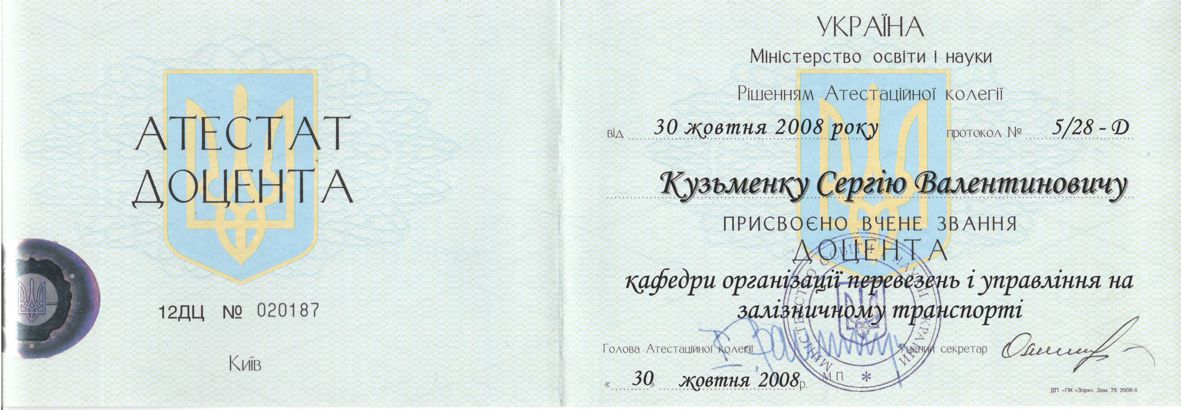 АТЕСТАТ
ДОЦЕНТА
12ДЦ № 020187
Київ
УКРАЇНА
Міністерство освіти і науки
Рішенням Атестаційної колегії
від 30 жовтня 2008 року протокол № 5/28 - D
Кузьменку Сергію Валентиновичу
ПРИСВОЄНО ВЧЕНЕ ЗВАННЯ
ДОЦЕНТА
кафедри організації перевезень і управління на
залізничному транспорті
Голова Атестаційної колегії Учений секретар
« 30 » жовтня 2008 р. М.П.
ДП «ПК «Зоря». Зам. 75. 2006-ІІ